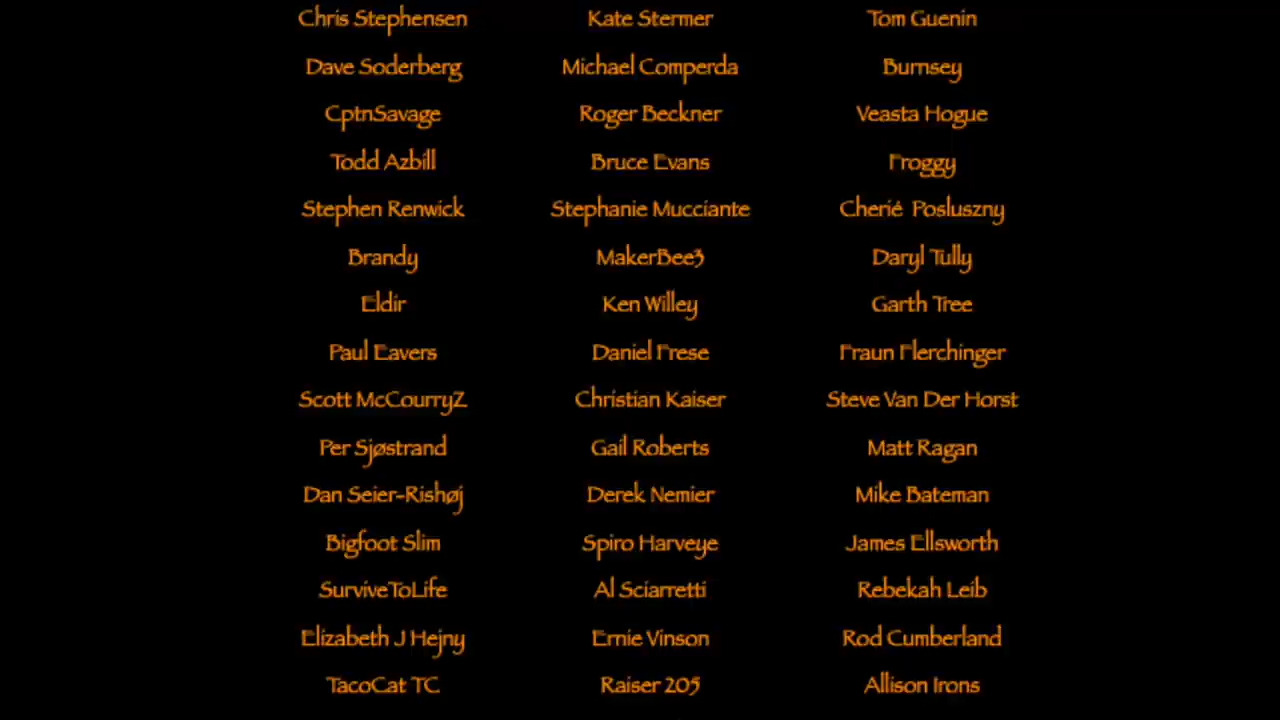 Chris Stephensen Kate Stermer Tom Guenin
Dave Soderberg Michael Comperda Burnsey
CptnSavage Roger Beckner Veasta Hogue
Todd Azbill Bruce Evans Froggy
Stephen Renwick Stephanie Mucciante Cherié Posluszny
Brandy MakerBee3 Daryl Tully
Eldir Ken Willey Garth Tree
Paul Eavers Daniel Frese Fraun Flerchinger
Scott McCourryZ Christian Kaiser Steve Van Der Horst
Per Sjøstrand Gail Roberts Matt Ragan
Dan Seier-Rishøj Derek Nemier Mike Bateman
Bigfoot Slim Spiro Harveye James Ellsworth
SurviveToLife Al Sciarretti Rebekah Leib
Elizabeth J Hejny Ernie Vinson Rod Cumberland
TacoCat TC Raiser 205 Allison Irons